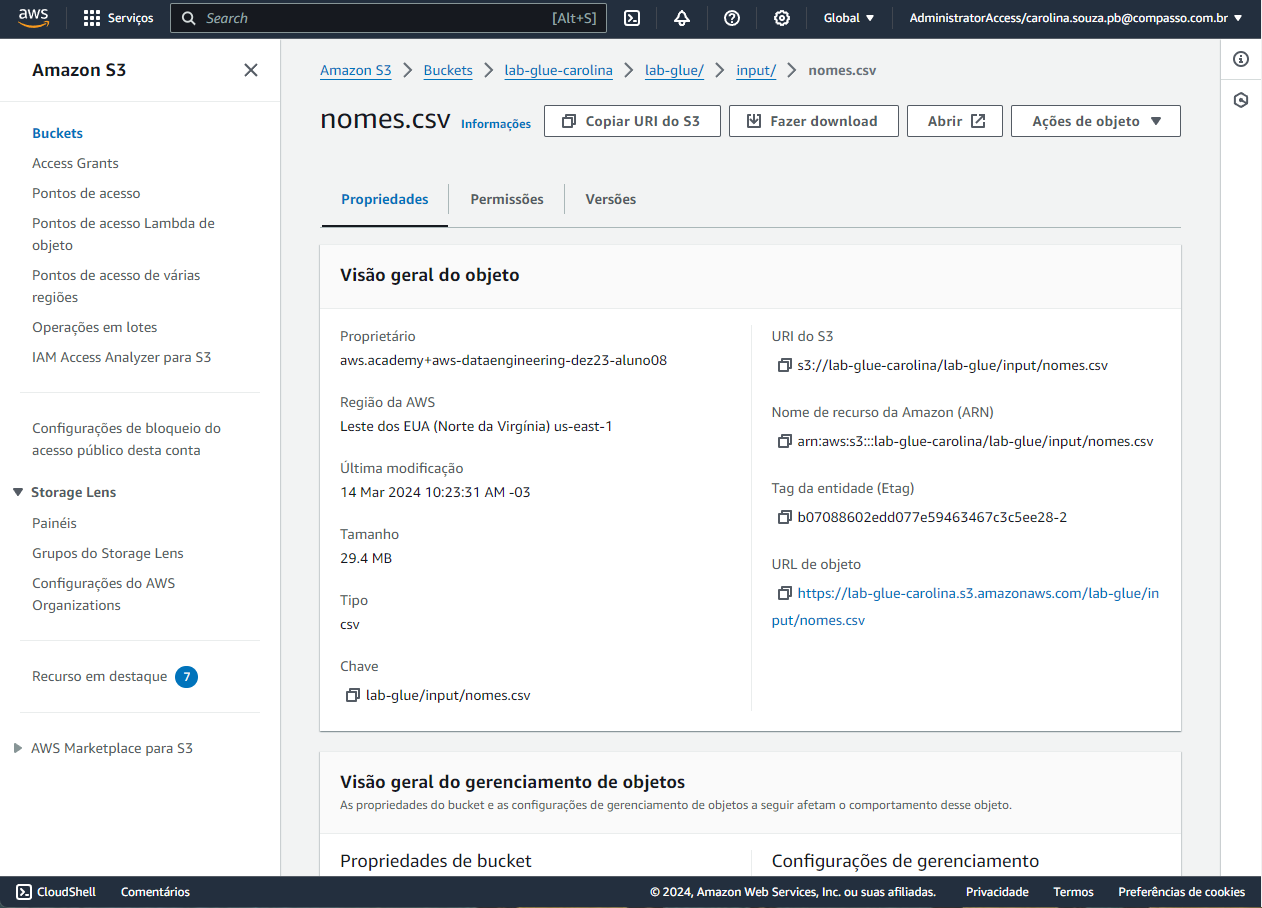 aws
Serviços
Search
[Alt+S]
Global
AdministratorAccess/carolina.souza.pb@compasso.com.br
Amazon S3
Buckets
Access Grants
Pontos de acesso
Pontos de acesso Lambda de
objeto
Pontos de acesso de várias
regiões
Operações em lotes
IAM Access Analyzer para S3
Configurações de bloqueio do
acesso público desta conta
Storage Lens
Painéis
Grupos do Storage Lens
Configurações do AWS
Organizations
Recurso em destaque 7
AWS Marketplace para S3
Amazon S3 > Buckets > lab-glue-carolina > lab-glue/ > input/ > nomes.csv
nomes.csv Informações
Copiar URI do S3
Fazer download
Abrir
Ações de objeto
Propriedades
Permissões
Versões
Visão geral do objeto
Proprietário
aws.academy+aws-dataengineering-dez23-aluno08
Região da AWS
Leste dos EUA (Norte da Virgínia) us-east-1
Última modificação
14 Mar 2024 10:23:31 AM -03
Tamanho
29.4 MB
Tipo
csv
Chave
lab-glue/input/nomes.csv
URI do S3
s3://lab-glue-carolina/lab-glue/input/nomes.csv
Nome de recurso da Amazon (ARN)
arn:aws:s3:::lab-glue-carolina/lab-glue/input/nomes.csv
Tag da entidade (Etag)
b07088602edd077e59463467c3c5ee28-2
URL de objeto
https://lab-glue-carolina.s3.amazonaws.com/lab-glue/in
put/nomes.csv
Visão geral do gerenciamento de objetos
As propriedades do bucket e as configurações de gerenciamento de objetos a seguir afetam o comportamento desse objeto.
Propriedades de bucket
Configurações de gerenciamento
CloudShell
Comentários
© 2024, Amazon Web Services, Inc. ou suas afiliadas.
Privacidade
Termos
Preferências de cookies